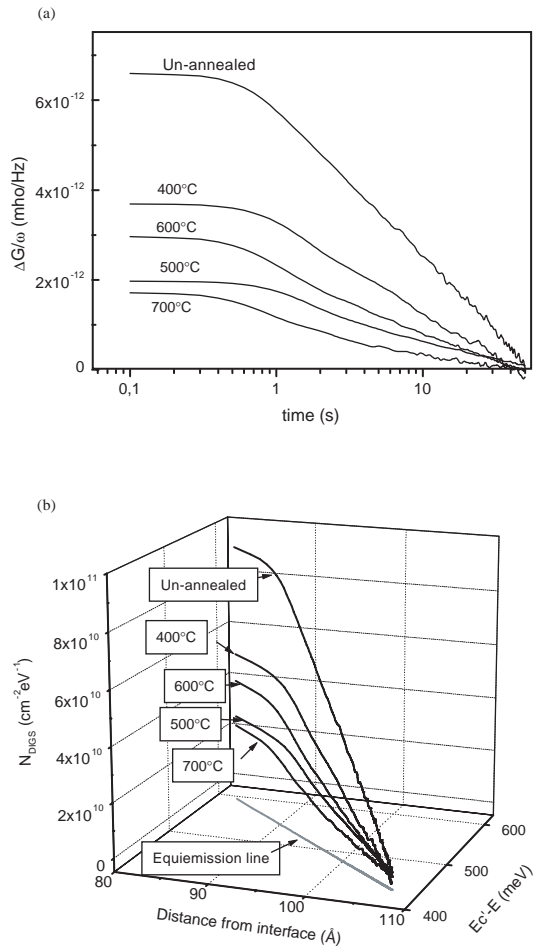 (a)
Un-annealed
6x10⁻¹²
400°C
4x10⁻¹²
600°C
500°C
2x10⁻¹²
700°C
0
ΔG/ω (mho/Hz)
0,1 1 10
time (s)
(b)
1x10¹¹
Un-annealed
8x10¹⁰
400°C
600°C
6x10¹⁰
500°C
4x10¹⁰
700°C
2x10¹⁰
N_DIGS (cm⁻²eV⁻¹)
Equiemission line
0
80 90 100 110
Distance from interface (Å)
400 500 600
Ec'-E (meV)